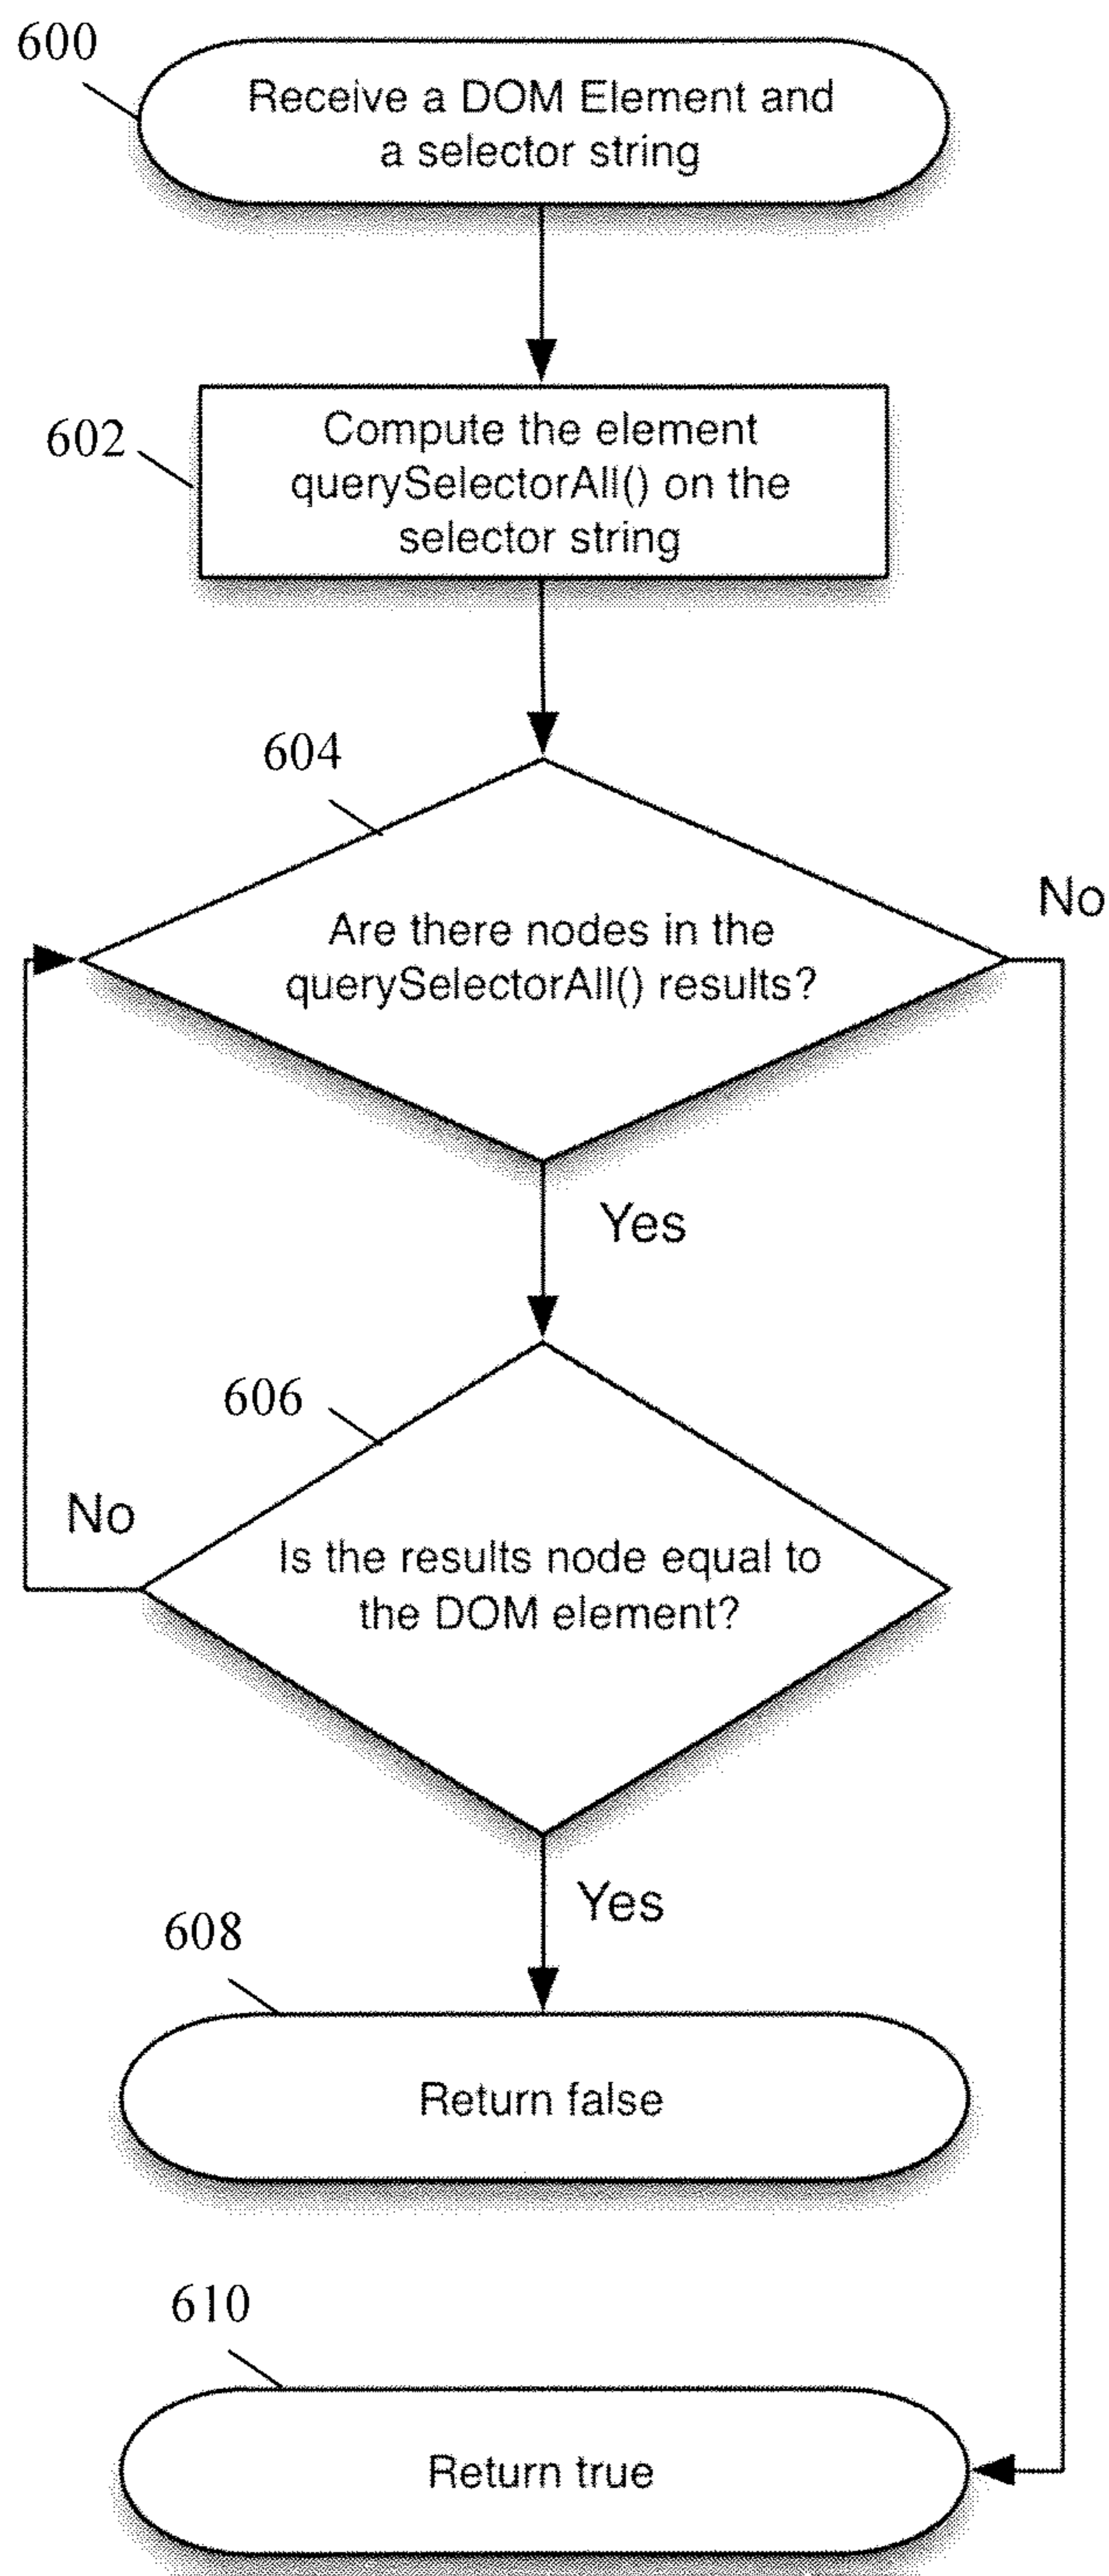 600
Receive a DOM Element and
a selector string
602
Compute the element
querySelectorAll() on the
selector string
604
No
Are there nodes in the
querySelectorAll() results?
Yes
606
No
Is the results node equal to
the DOM element?
Yes
608
Return false
610
Return true